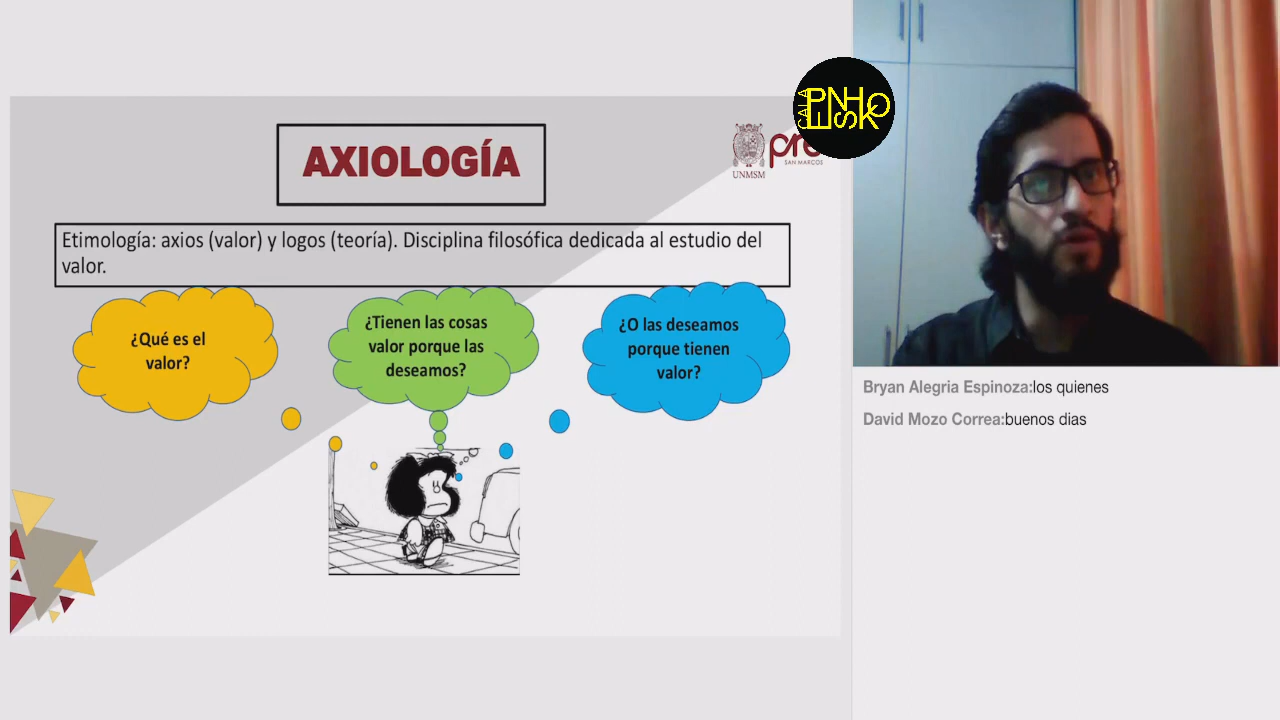 AXIOLOGÍA
UNMSM
SAN MARCOS
Etimología: axios (valor) y logos (teoría). Disciplina filosófica dedicada al estudio del
valor.
¿Qué es el
valor?
¿Tienen las cosas
valor porque las
deseamos?
¿O las deseamos
porque tienen
valor?
Bryan Alegria Espinoza:los quienes
David Mozo Correa:buenos dias